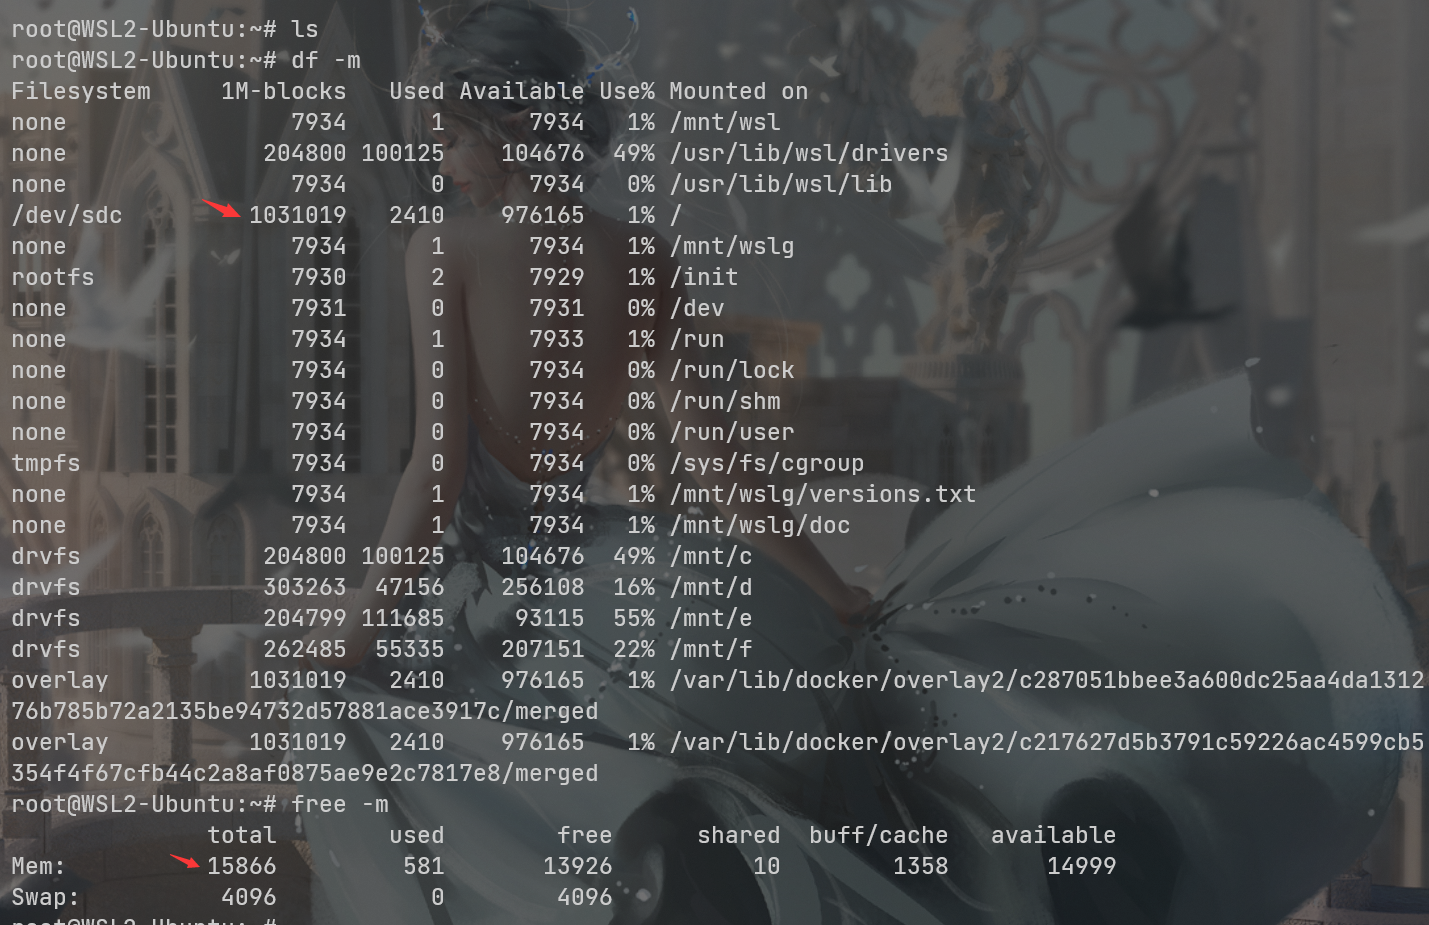 root@WSL2-Ubuntu:~# ls
root@WSL2-Ubuntu:~# df -m
Filesystem     1M-blocks   Used Available Use% Mounted on
none                7934      1      7934   1% /mnt/wsl
none              204800 100125    104676  49% /usr/lib/wsl/drivers
none                7934      0      7934   0% /usr/lib/wsl/lib
/dev/sdc         1031019   2410    976165   1% /
none                7934      1      7934   1% /mnt/wslg
rootfs              7930      2      7929   1% /init
none                7931      0      7931   0% /dev
none                7934      1      7933   1% /run
none                7934      0      7934   0% /run/lock
none                7934      0      7934   0% /run/shm
none                7934      0      7934   0% /run/user
tmpfs               7934      0      7934   0% /sys/fs/cgroup
none                7934      1      7934   1% /mnt/wslg/versions.txt
none                7934      1      7934   1% /mnt/wslg/doc
drvfs             204800 100125    104676  49% /mnt/c
drvfs             303263  47156    256108  16% /mnt/d
drvfs             204799 111685     93115  55% /mnt/e
drvfs             262485  55335    207151  22% /mnt/f
overlay          1031019   2410    976165   1% /var/lib/docker/overlay2/c287051bbee3a600dc25aa4da1312
76b785b72a2135be94732d57881ace3917c/merged
overlay          1031019   2410    976165   1% /var/lib/docker/overlay2/c217627d5b3791c59226ac4599cb5
354f4f67cfb44c2a8af0875ae9e2c7817e8/merged
root@WSL2-Ubuntu:~# free -m
              total        used        free      shared  buff/cache   available
Mem:          15866         581       13926          10        1358       14999
Swap:          4096           0        4096
root@WSL2-Ubuntu:~#